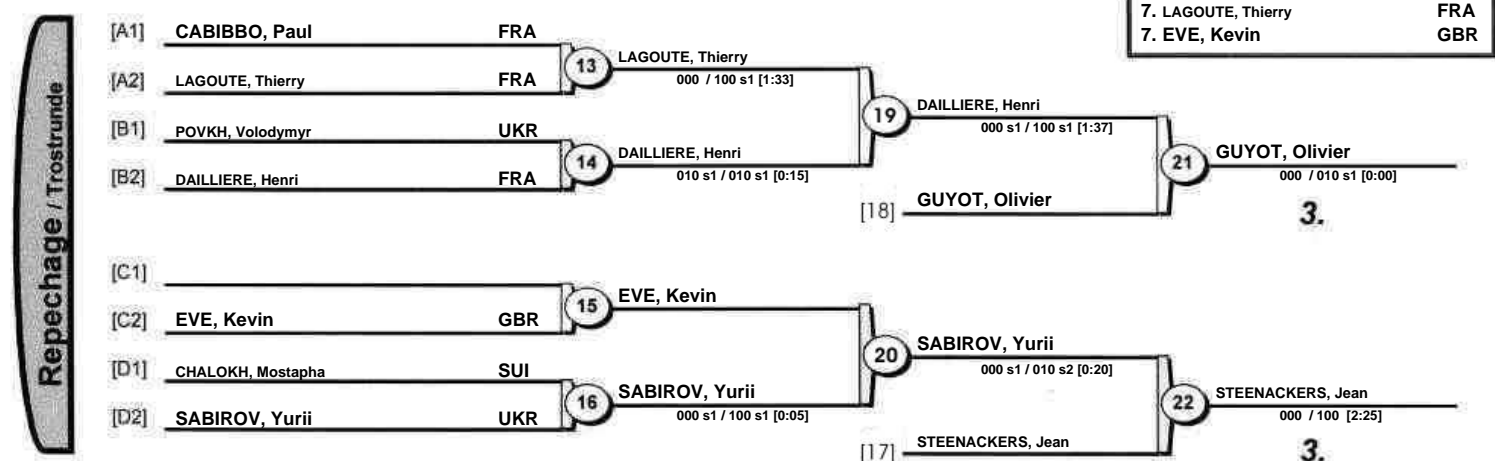 7. LAGOUTE, Thierry FRA
7. EVE, Kevin GBR
Repechage / Trostrunde
[A1] CABIBBO, Paul FRA
13 LAGOUTE, Thierry
000 / 100 s1 [1:33]
[A2] LAGOUTE, Thierry FRA
19 DAILLIERE, Henri
000 s1 / 100 s1 [1:37]
[B1] POVKH, Volodymyr UKR
14 DAILLIERE, Henri
010 s1 / 010 s1 [0:15]
21 GUYOT, Olivier
000 / 010 s1 [0:00]
[B2] DAILLIERE, Henri FRA
[18] GUYOT, Olivier
3.
[C1]
15 EVE, Kevin
[C2] EVE, Kevin GBR
20 SABIROV, Yurii
000 s1 / 010 s2 [0:20]
[D1] CHALOKH, Mostapha SUI
16 SABIROV, Yurii
000 s1 / 100 s1 [0:05]
22 STEENACKERS, Jean
000 / 100 [2:25]
[D2] SABIROV, Yurii UKR
[17] STEENACKERS, Jean
3.